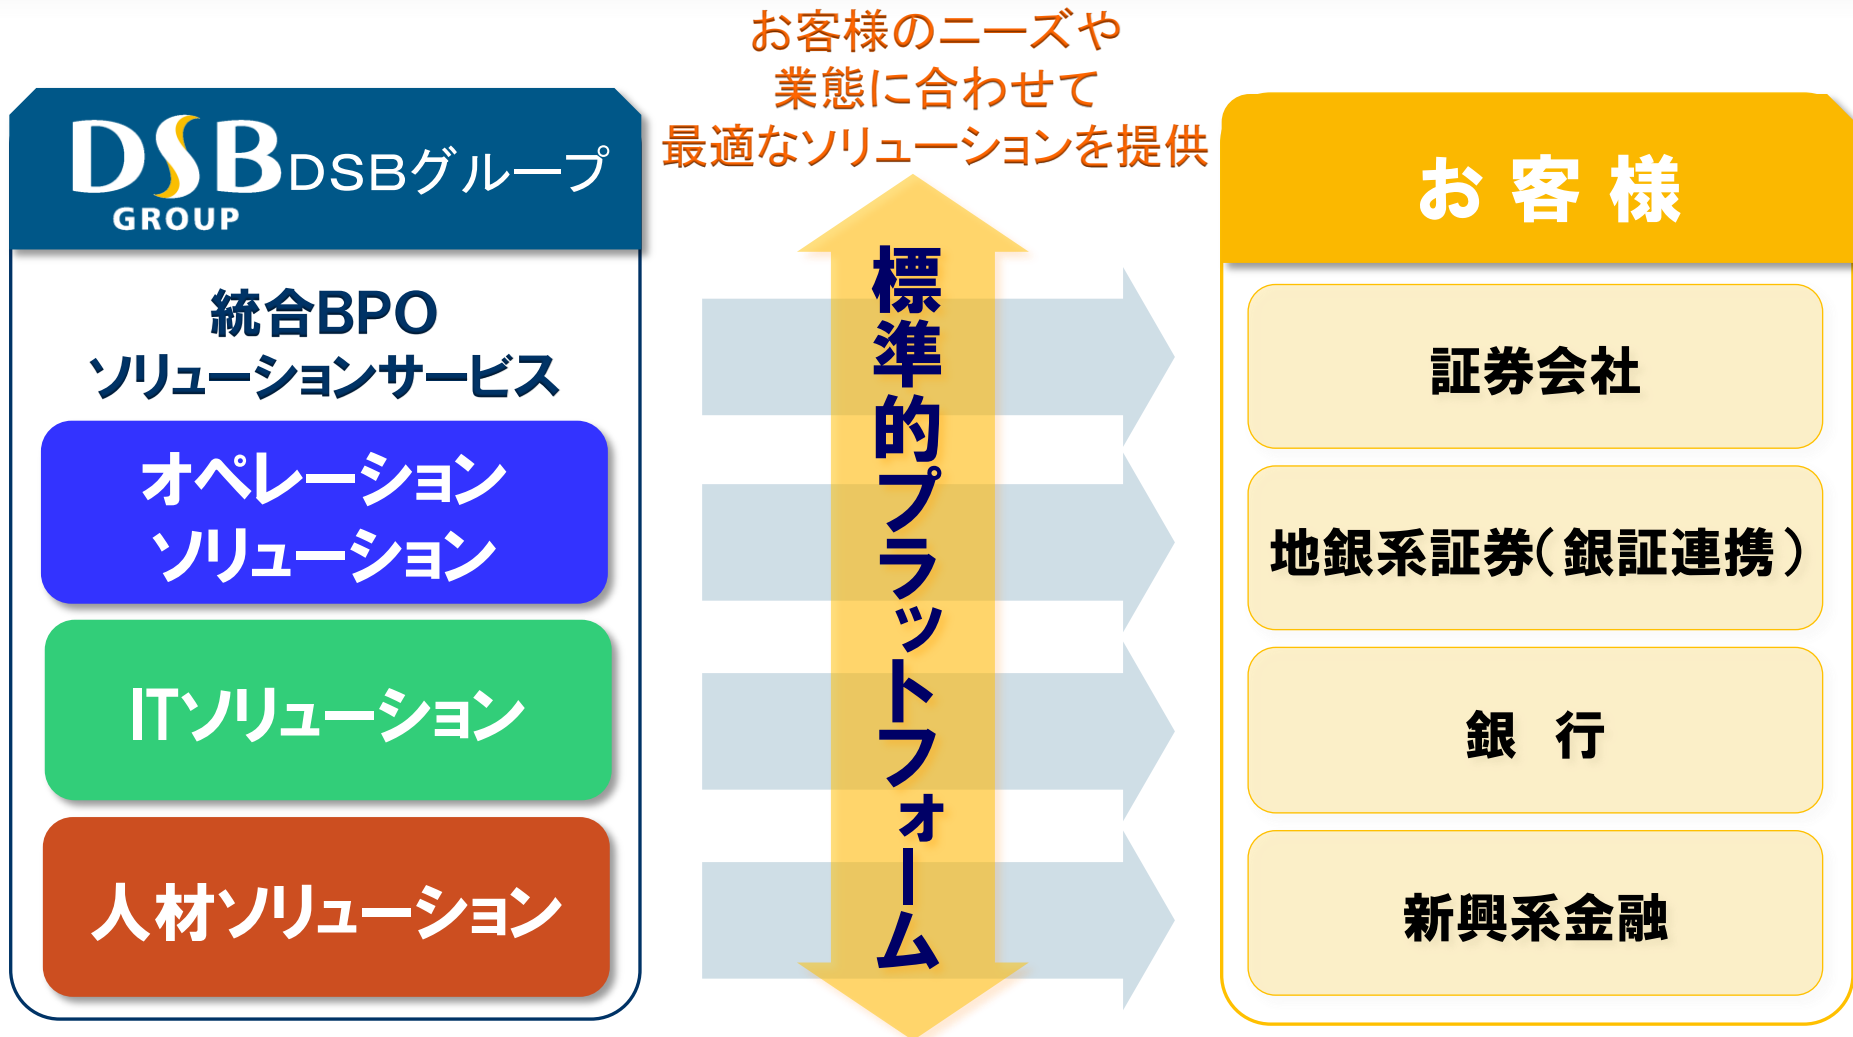 お客様のニーズや
業態に合わせて
最適なソリューションを提供
DSB
GROUP
DSBグループ
統合BPO
ソリューションサービス
オペレーション
ソリューション
ITソリューション
人材ソリューション
標準的プラットフォーム
お客様
証券会社
地銀系証券(銀証連携)
銀行
新興系金融